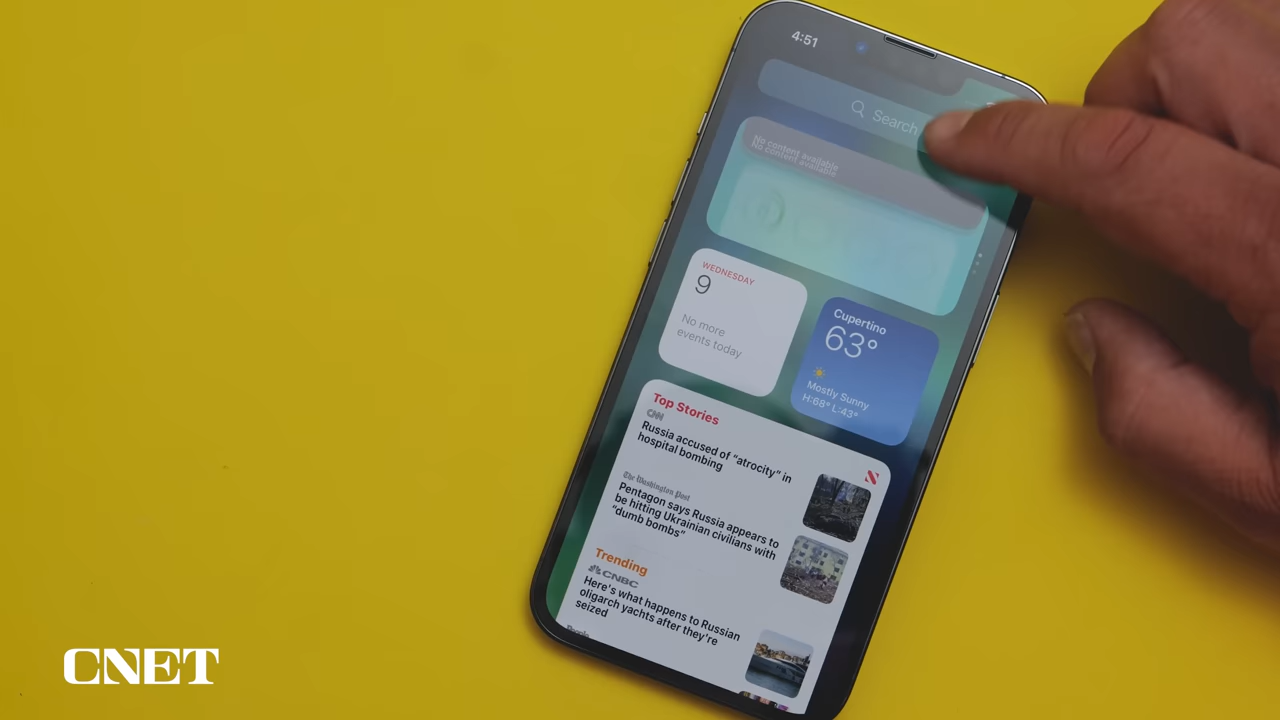 4:51
Search
No content available
No content available
WEDNESDAY
9
No more
events today
Cupertino
63°
Mostly Sunny
H:68° L:43°
Top Stories
CNN
Russia accused of “atrocity” in
hospital bombing
The Washington Post
Pentagon says Russia appears to
be hitting Ukrainian civilians with
“dumb bombs”
Trending
CNBC
Here's what happens to Russian
oligarch yachts after they're
seized
People
CNET